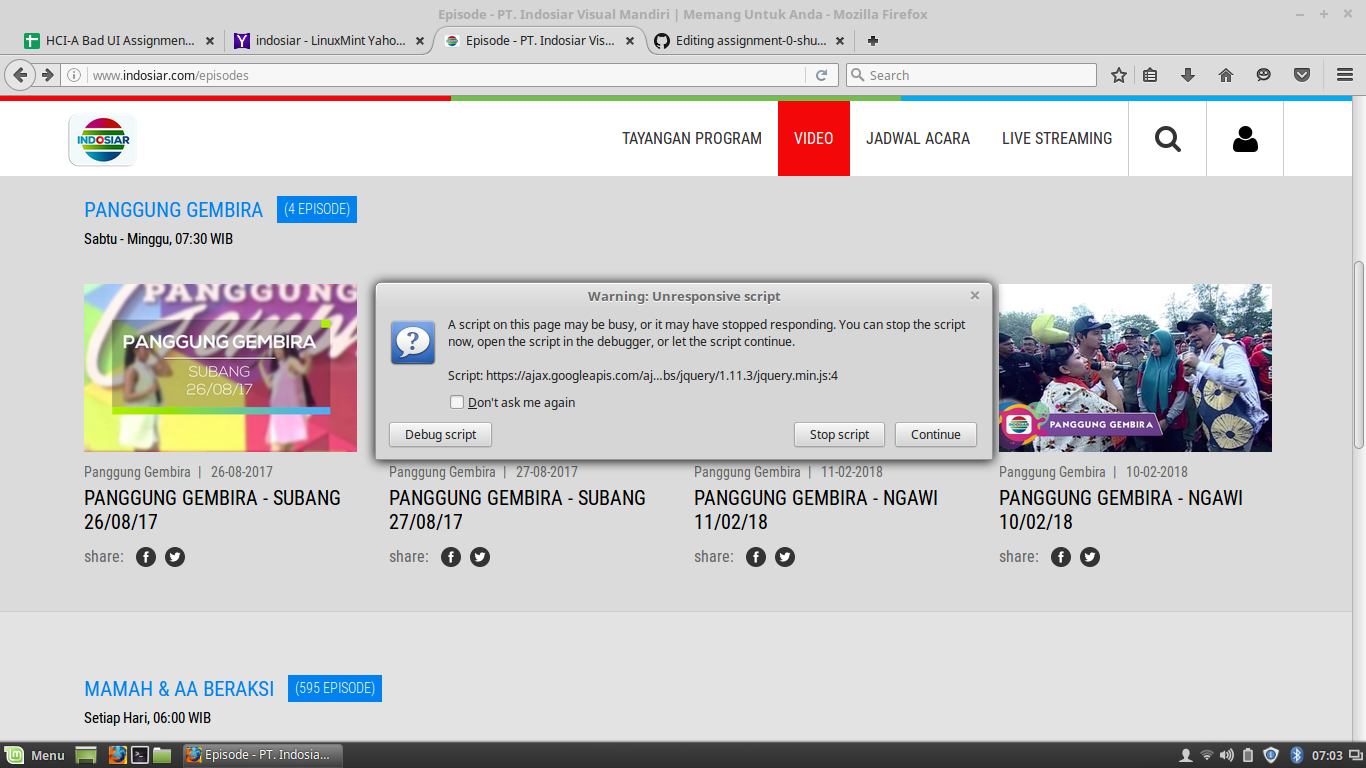 Episode - PT. Indosiar Visual Mandiri | Memang Untuk Anda - Mozilla Firefox
HCI-A Bad UI Assignmen...
indosiar - LinuxMint Yaho...
Episode - PT. Indosiar Vis...
Editing assignment-0-shu...
www.indosiar.com/episodes
Search
INDOSIAR
TAYANGAN PROGRAM
VIDEO
JADWAL ACARA
LIVE STREAMING
PANGGUNG GEMBIRA
(4 EPISODE)
Sabtu - Minggu, 07:30 WIB
Warning: Unresponsive script
A script on this page may be busy, or it may have stopped responding. You can stop the script
now, open the script in the debugger, or let the script continue.
Script: https://ajax.googleapis.com/aj...bs/jquery/1.11.3/jquery.min.js:4
Don't ask me again
Debug script
Stop script
Continue
PANGGUNG
PANGGUNG GEMBIRA
SUBANG
26/08/17
PANGGUNG GEMBIRA
Panggung Gembira | 26-08-2017
PANGGUNG GEMBIRA - SUBANG
26/08/17
share:
Panggung Gembira | 27-08-2017
PANGGUNG GEMBIRA - SUBANG
27/08/17
share:
Panggung Gembira | 11-02-2018
PANGGUNG GEMBIRA - NGAWI
11/02/18
share:
Panggung Gembira | 10-02-2018
PANGGUNG GEMBIRA - NGAWI
10/02/18
share:
MAMAH & AA BERAKSI
(595 EPISODE)
Setiap Hari, 06:00 WIB
Menu
Episode - PT. Indosia...
07:03